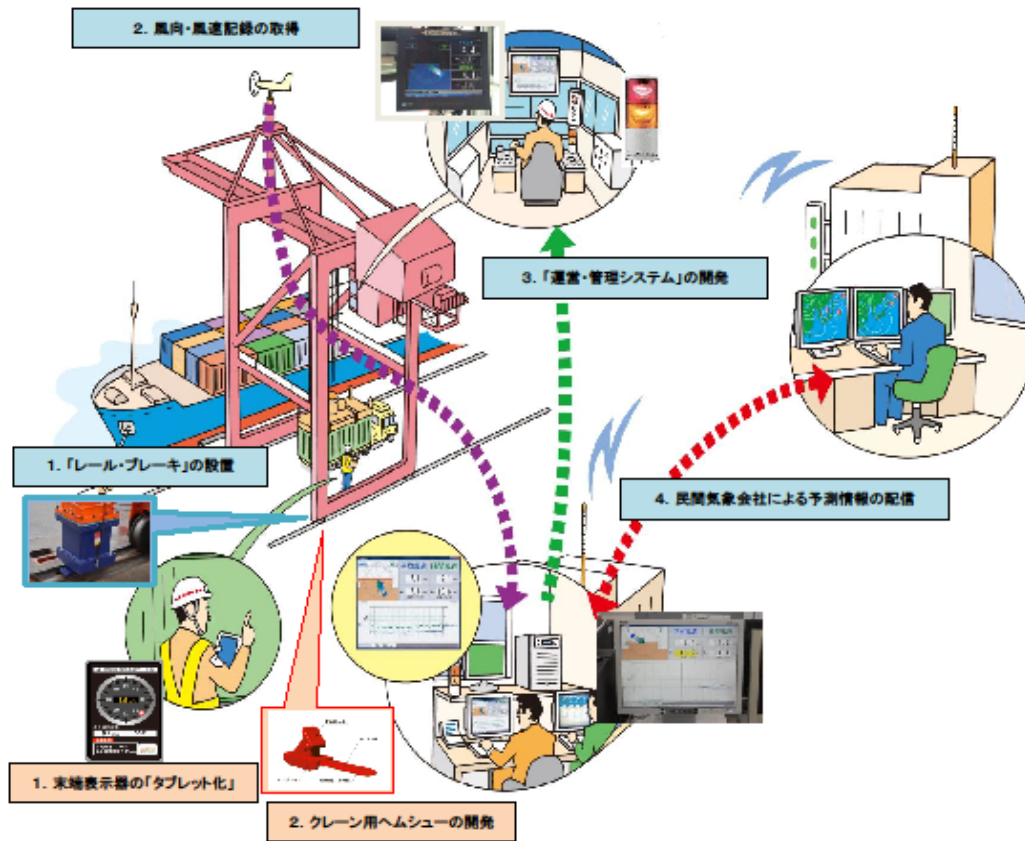 2. 風向・風速記録の取得
3. 「運営・管理システム」の開発
1. 「レール・ブレーキ」の設置
4. 民間気象会社による予測情報の配信
1. 末端表示器の「タブレット化」
2. クレーン用ヘムシューの開発